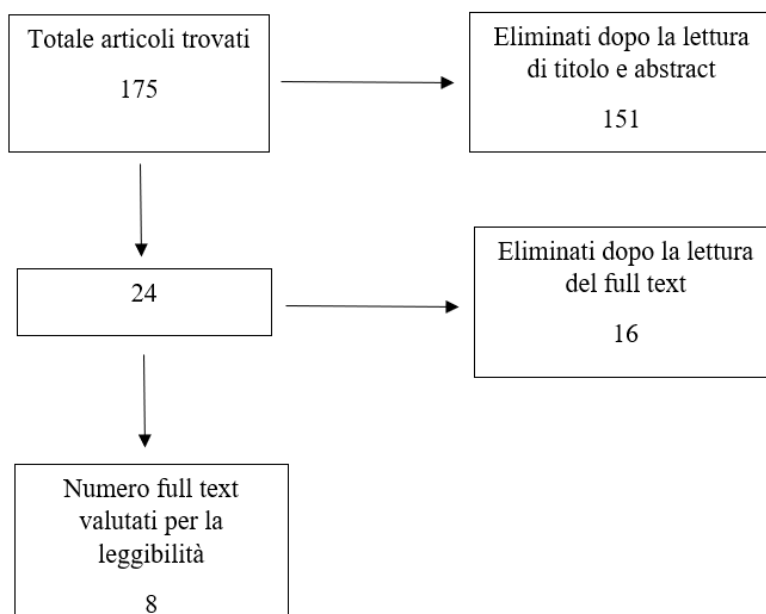 Totale articoli trovati
175
Eliminati dopo la lettura
di titolo e abstract
151
24
Eliminati dopo la lettura
del full text
16
Numero full text
valutati per la
leggibilità
8